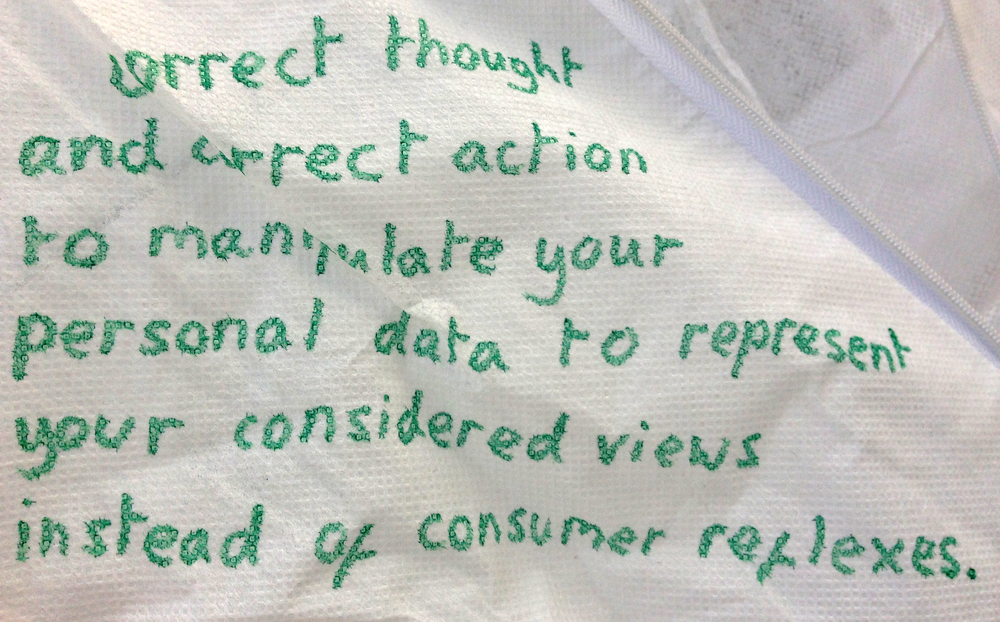 correct thought
and correct action
to manipulate your
personal data to represent
your considered views
instead of consumer reflexes.